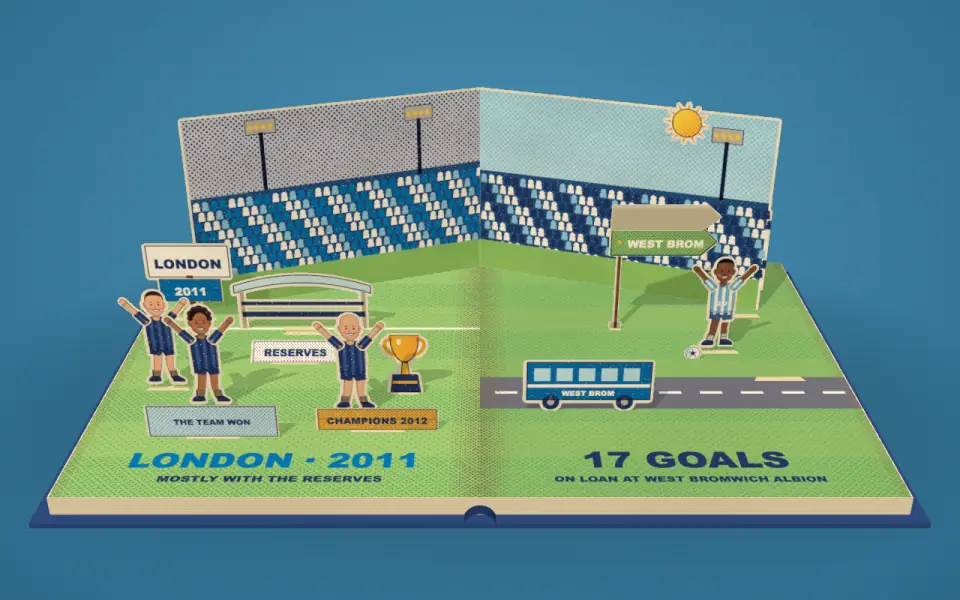 LONDON
2011
WEST BROM
RESERVES
WEST BROM
THE TEAM WON
CHAMPIONS 2012
LONDON · 2011
MOSTLY WITH THE RESERVES
17 GOALS
ON LOAN AT WEST BROMWICH ALBION